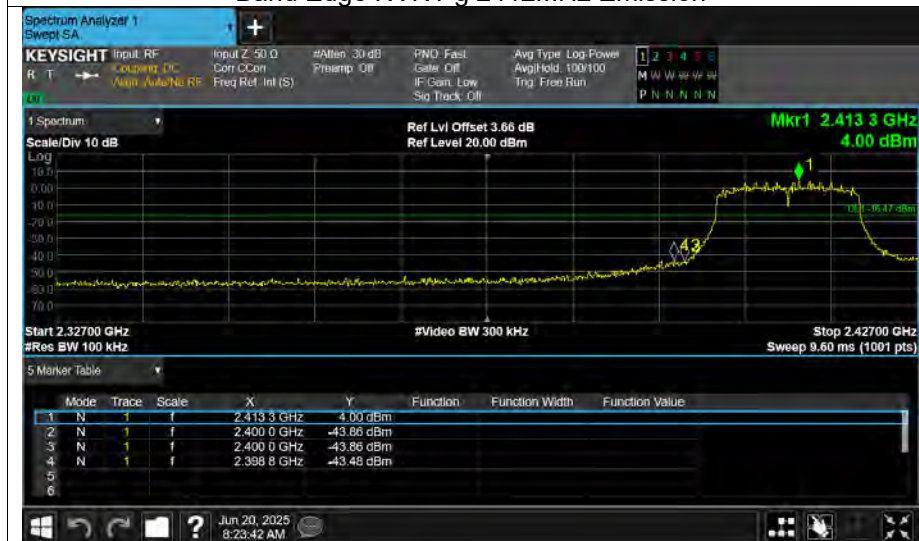 Band Edge NVNT g 2412MHz Emission
Spectrum Analyzer 1
Swept SA
+
KEYSIGHT Input: RF Input Z: 50 Ω #Atten: 30 dB PNO: Fast Avg Type: Log-Power 1 2 3 4 5 6
R T Coupling: DC Corr CCorr Preamp: Off Gate: Off Avg|Hold: 100/100 M W W W W W
Align: Auto/No RF Freq Ref: Int (S) IF Gain: Low Trig: Free Run
Sig Track: Off P N N N N N
1 Spectrum Ref Lvl Offset 3.66 dB Mkr1 2.413 3 GHz
Scale/Div 10 dB Ref Level 20.00 dBm 4.00 dBm
Log
10.0
0.00
-10.0
DL1 -16.47 dBm
-20.0
-30.0
-40.0
-50.0
-60.0
-70.0
1
43
Start 2.32700 GHz #Video BW 300 kHz Stop 2.42700 GHz
#Res BW 100 kHz Sweep 9.60 ms (1001 pts)
5 Marker Table
Mode Trace Scale X Y Function Function Width Function Value
1 N 1 f 2.413 3 GHz 4.00 dBm
2 N 1 f 2.400 0 GHz -43.86 dBm
3 N 1 f 2.400 0 GHz -43.86 dBm
4 N 1 f 2.398 8 GHz -43.48 dBm
5
6
? Jun 20, 2025
8:23:42 AM